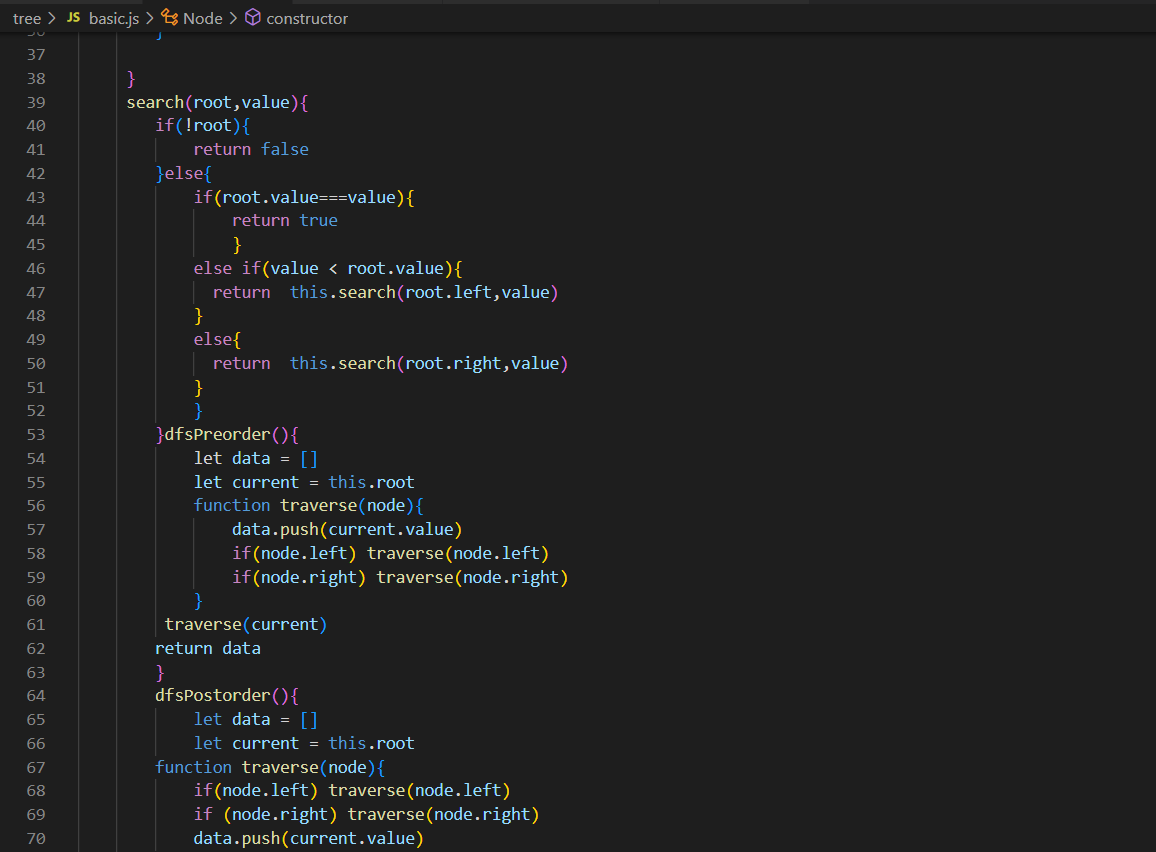 tree > JS basic.js > Node > constructor
36 }
37
38 }
39 search(root,value){
40 if(!root){
41 return false
42 }else{
43 if(root.value===value){
44 return true
45 }
46 else if(value < root.value){
47 return  this.search(root.left,value)
48 }
49 else{
50 return  this.search(root.right,value)
51 }
52 }
53 }dfsPreorder(){
54 let data = []
55 let current = this.root
56 function traverse(node){
57 data.push(current.value)
58 if(node.left) traverse(node.left)
59 if(node.right) traverse(node.right)
60 }
61 traverse(current)
62 return data
63 }
64 dfsPostorder(){
65 let data = []
66 let current = this.root
67 function traverse(node){
68 if(node.left) traverse(node.left)
69 if (node.right) traverse(node.right)
70 data.push(current.value)